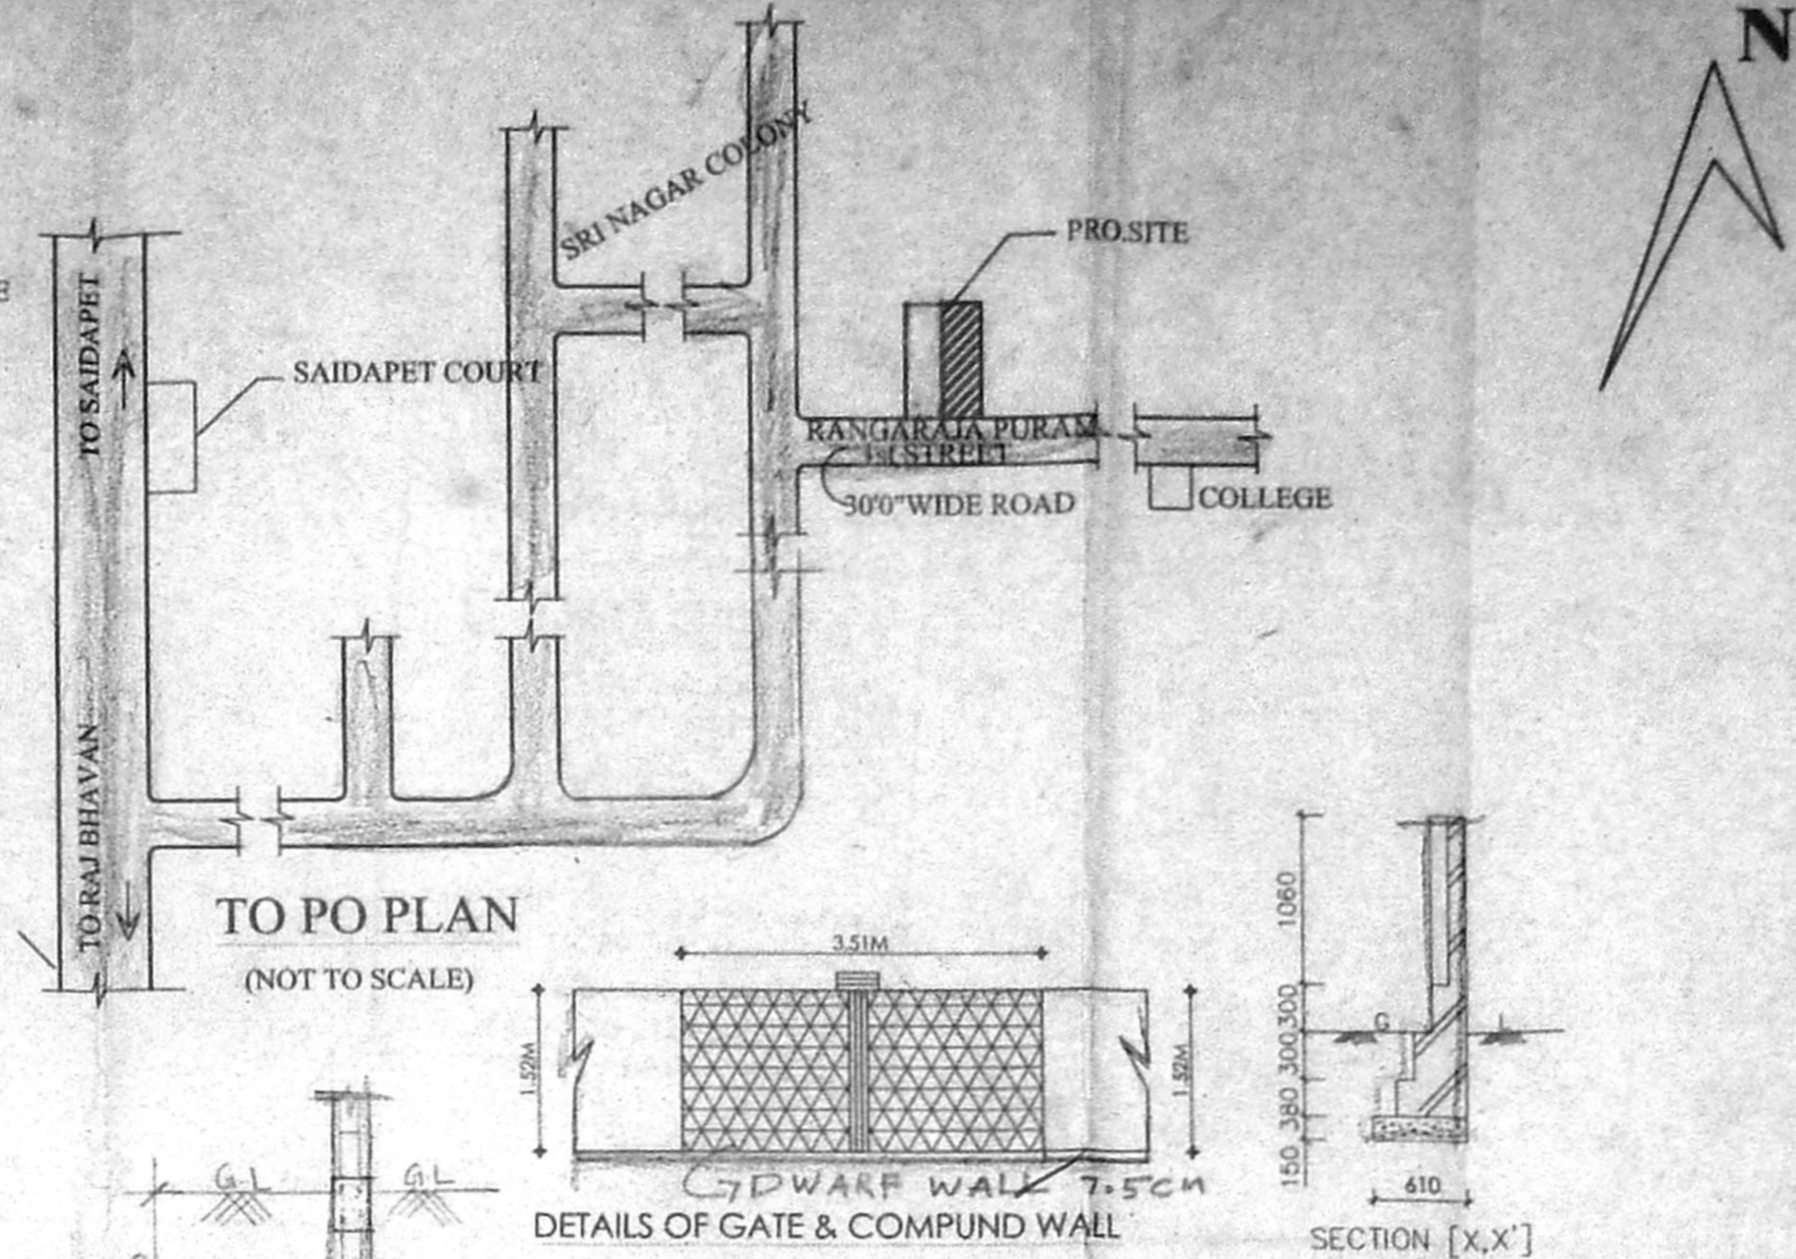 N
SRI NAGAR COLONY
PRO.SITE
TO SAIDAPET
SAIDAPET COURT
RANGARAJA PURAM
1st STREET
30'0"WIDE ROAD
COLLEGE
TO RAJ BHAVAN
TO PO PLAN
(NOT TO SCALE)
3.51M
1.52M
1.52M
1060
300
300
380
150
G
L
610
SECTION [X,X']
G.L
G.L
DWARF WALL 7.5cm
DETAILS OF GATE & COMPUND WALL